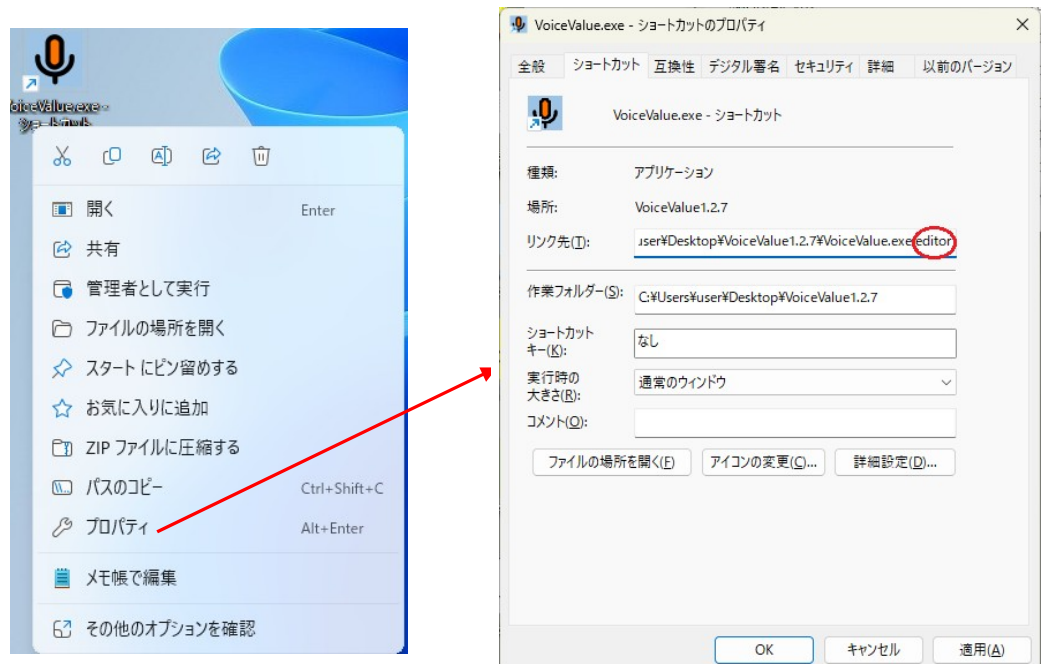 VoiceValue.exe -
ショートカット
開く Enter
共有
管理者として実行
ファイルの場所を開く
スタート にピン留めする
お気に入りに追加
ZIP ファイルに圧縮する
パスのコピー Ctrl+Shift+C
プロパティ Alt+Enter
メモ帳で編集
その他のオプションを確認
VoiceValue.exe - ショートカットのプロパティ
全般 ショートカット 互換性 デジタル署名 セキュリティ 詳細 以前のバージョン
VoiceValue.exe - ショートカット
種類: アプリケーション
場所: VoiceValue1.2.7
リンク先(T): user¥Desktop¥VoiceValue1.2.7¥VoiceValue.exe editor
作業フォルダー(S): C:¥Users¥user¥Desktop¥VoiceValue1.2.7
ショートカット
キー(K): なし
実行時の
大きさ(R): 通常のウィンドウ
コメント(O):
ファイルの場所を開く(F) アイコンの変更(C)... 詳細設定(D)...
OK キャンセル 適用(A)